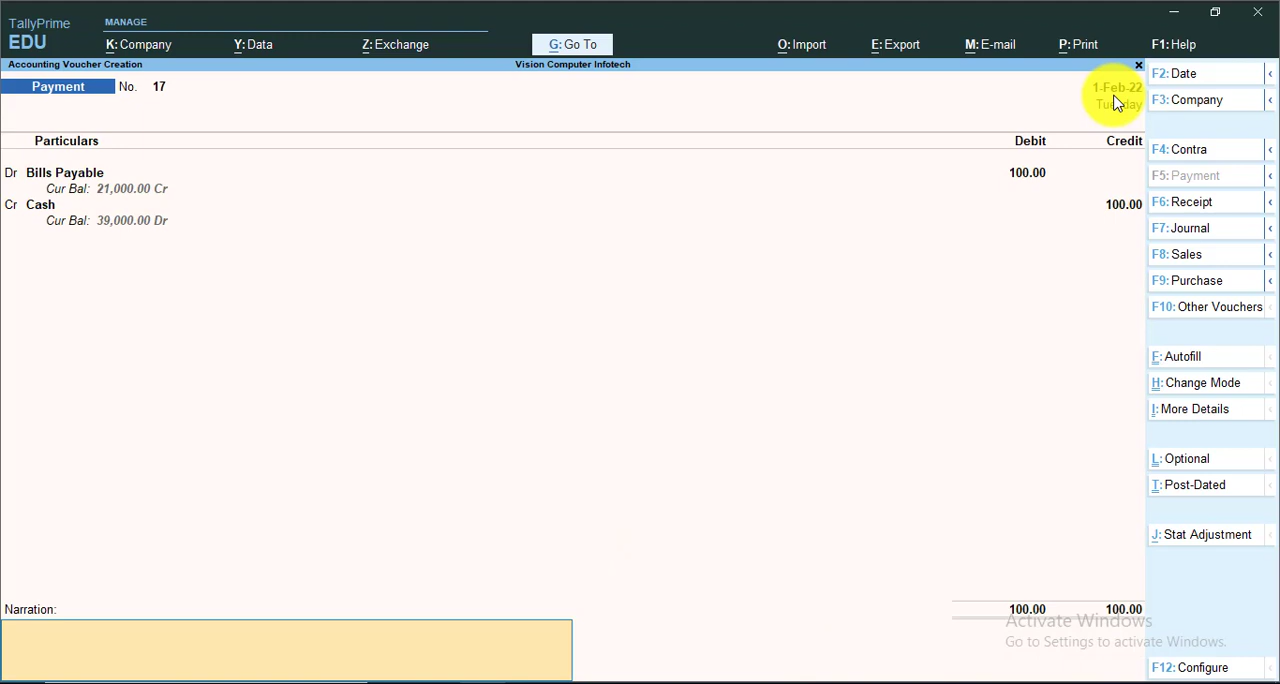 TallyPrime
EDU
MANAGE
K: Company
Y: Data
Z: Exchange
G: Go To
O: Import
E: Export
M: E-mail
P: Print
F1: Help
Accounting Voucher Creation
Vision Computer Infotech
Payment No. 17
1-Feb-22
Tuesday
Particulars
Debit
Credit
Dr Bills Payable 100.00
Cur Bal: 21,000.00 Cr
Cr Cash 100.00
Cur Bal: 39,000.00 Dr
Narration:
100.00 100.00
F2: Date
F3: Company
F4: Contra
F5: Payment
F6: Receipt
F7: Journal
F8: Sales
F9: Purchase
F10: Other Vouchers
E: Autofill
H: Change Mode
I: More Details
L: Optional
T: Post-Dated
J: Stat Adjustment
Activate Windows
Go to Settings to activate Windows.
F12: Configure